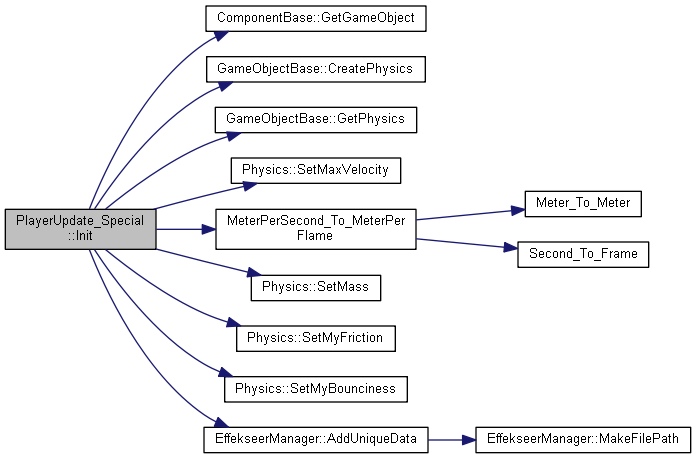 ComponentBase::GetGameObject
GameObjectBase::CreatePhysics
GameObjectBase::GetPhysics
Physics::SetMaxVelocity
PlayerUpdate_Special
::Init
MeterPerSecond_To_MeterPer
Flame
Meter_To_Meter
Second_To_Frame
Physics::SetMass
Physics::SetMyFriction
Physics::SetMyBounciness
EffekseerManager::AddUniqueData
EffekseerManager::MakeFilePath